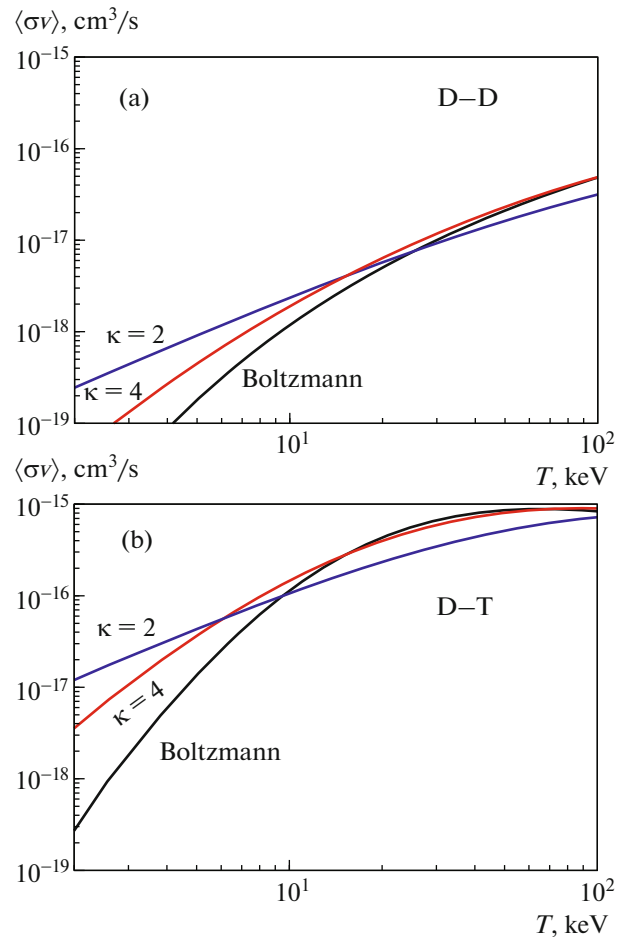 ⟨σv⟩, cm³/s
10⁻¹⁵
(a)
D–D
10⁻¹⁶
10⁻¹⁷
10⁻¹⁸
κ = 2
κ = 4
Boltzmann
10⁻¹⁹
10¹
10²
T, keV
⟨σv⟩, cm³/s
10⁻¹⁵
(b)
10⁻¹⁶
D–T
κ = 2
10⁻¹⁷
κ = 4
Boltzmann
10⁻¹⁸
10⁻¹⁹
10¹
10²
T, keV